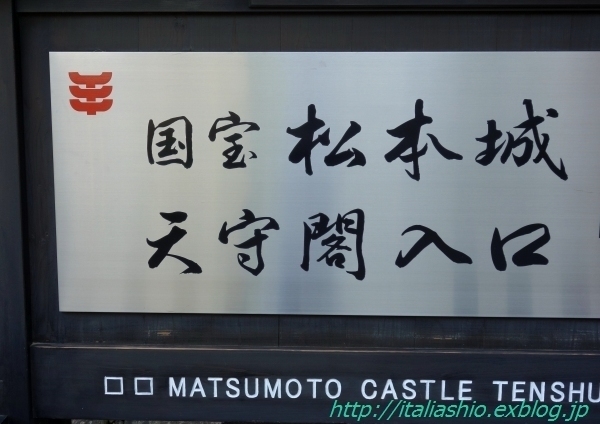 国宝 松本城
天守閣入口
□□ MATSUMOTO CASTLE TENSHU
http://italiashio.exblog.jp